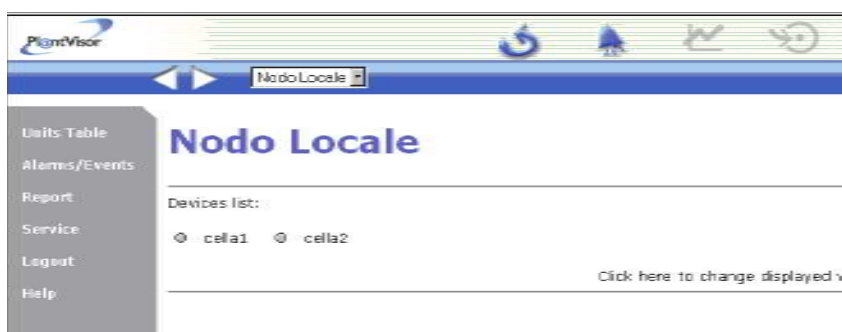 PlantVisor
Nodo Locale
Units Table
Alarms/Events
Report
Service
Logout
Help
Nodo Locale
Devices list:
cella1 cella2
Click here to change displayed